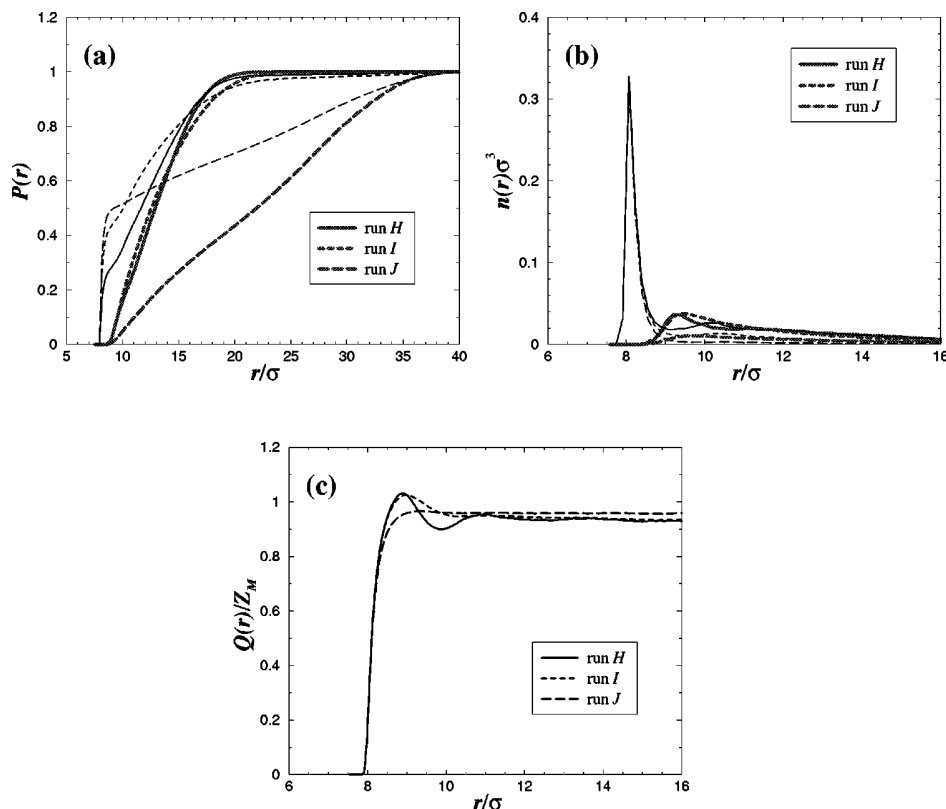 (a)
P(r)
1.2
1
0.8
0.6
0.4
0.2
0
5 10 15 20 25 30 35 40
r/σ
run H
run I
run J
(b)
n(r)σ³
0.4
0.3
0.2
0.1
0
6 8 10 12 14 16
r/σ
run H
run I
run J
(c)
Q(r)/Z_M
1.2
1
0.8
0.6
0.4
0.2
0
6 8 10 12 14 16
r/σ
run H
run I
run J